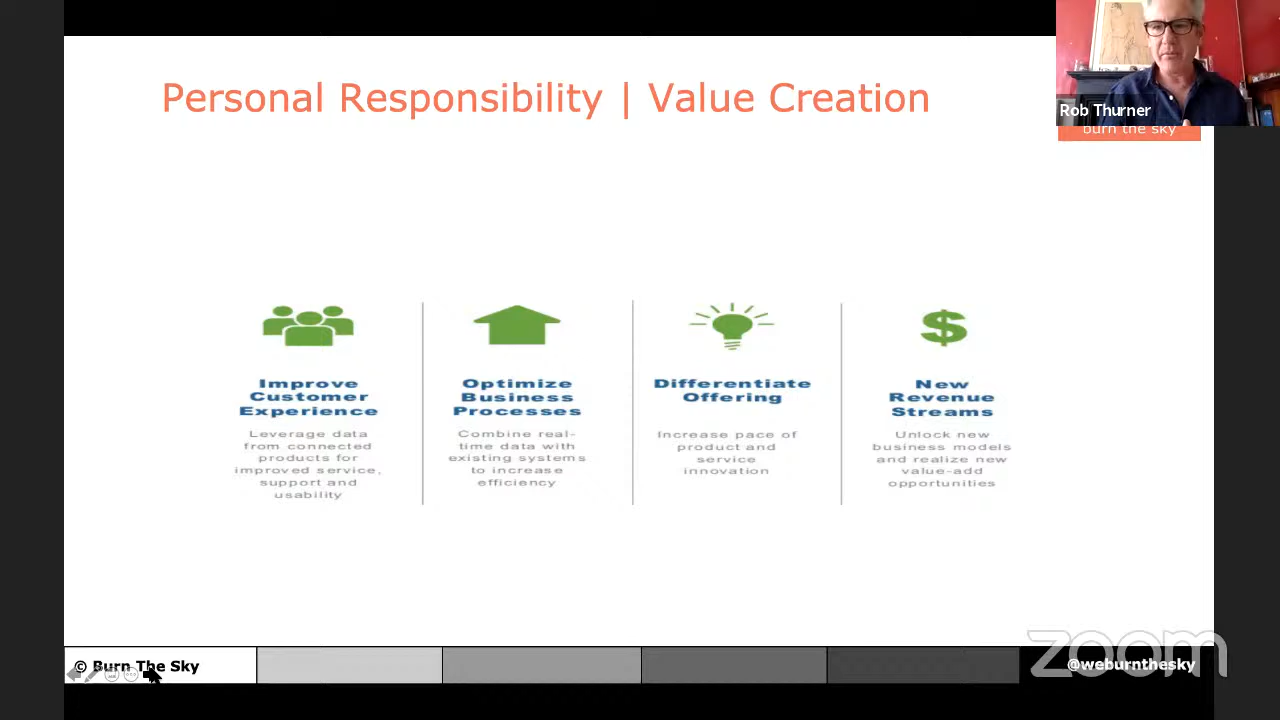 Personal Responsibility | Value Creation
Rob Thurner
burn the sky
Improve
Customer
Experience
Leverage data
from connected
products for
improved service,
support and
usability
Optimize
Business
Processes
Combine real-
time data with
existing systems
to increase
efficiency
Differentiate
Offering
Increase pace of
product and
service
innovation
$
New
Revenue
Streams
Unlock new
business models
and realize new
value-add
opportunities
© Burn The Sky
@weburnthesky
zoom